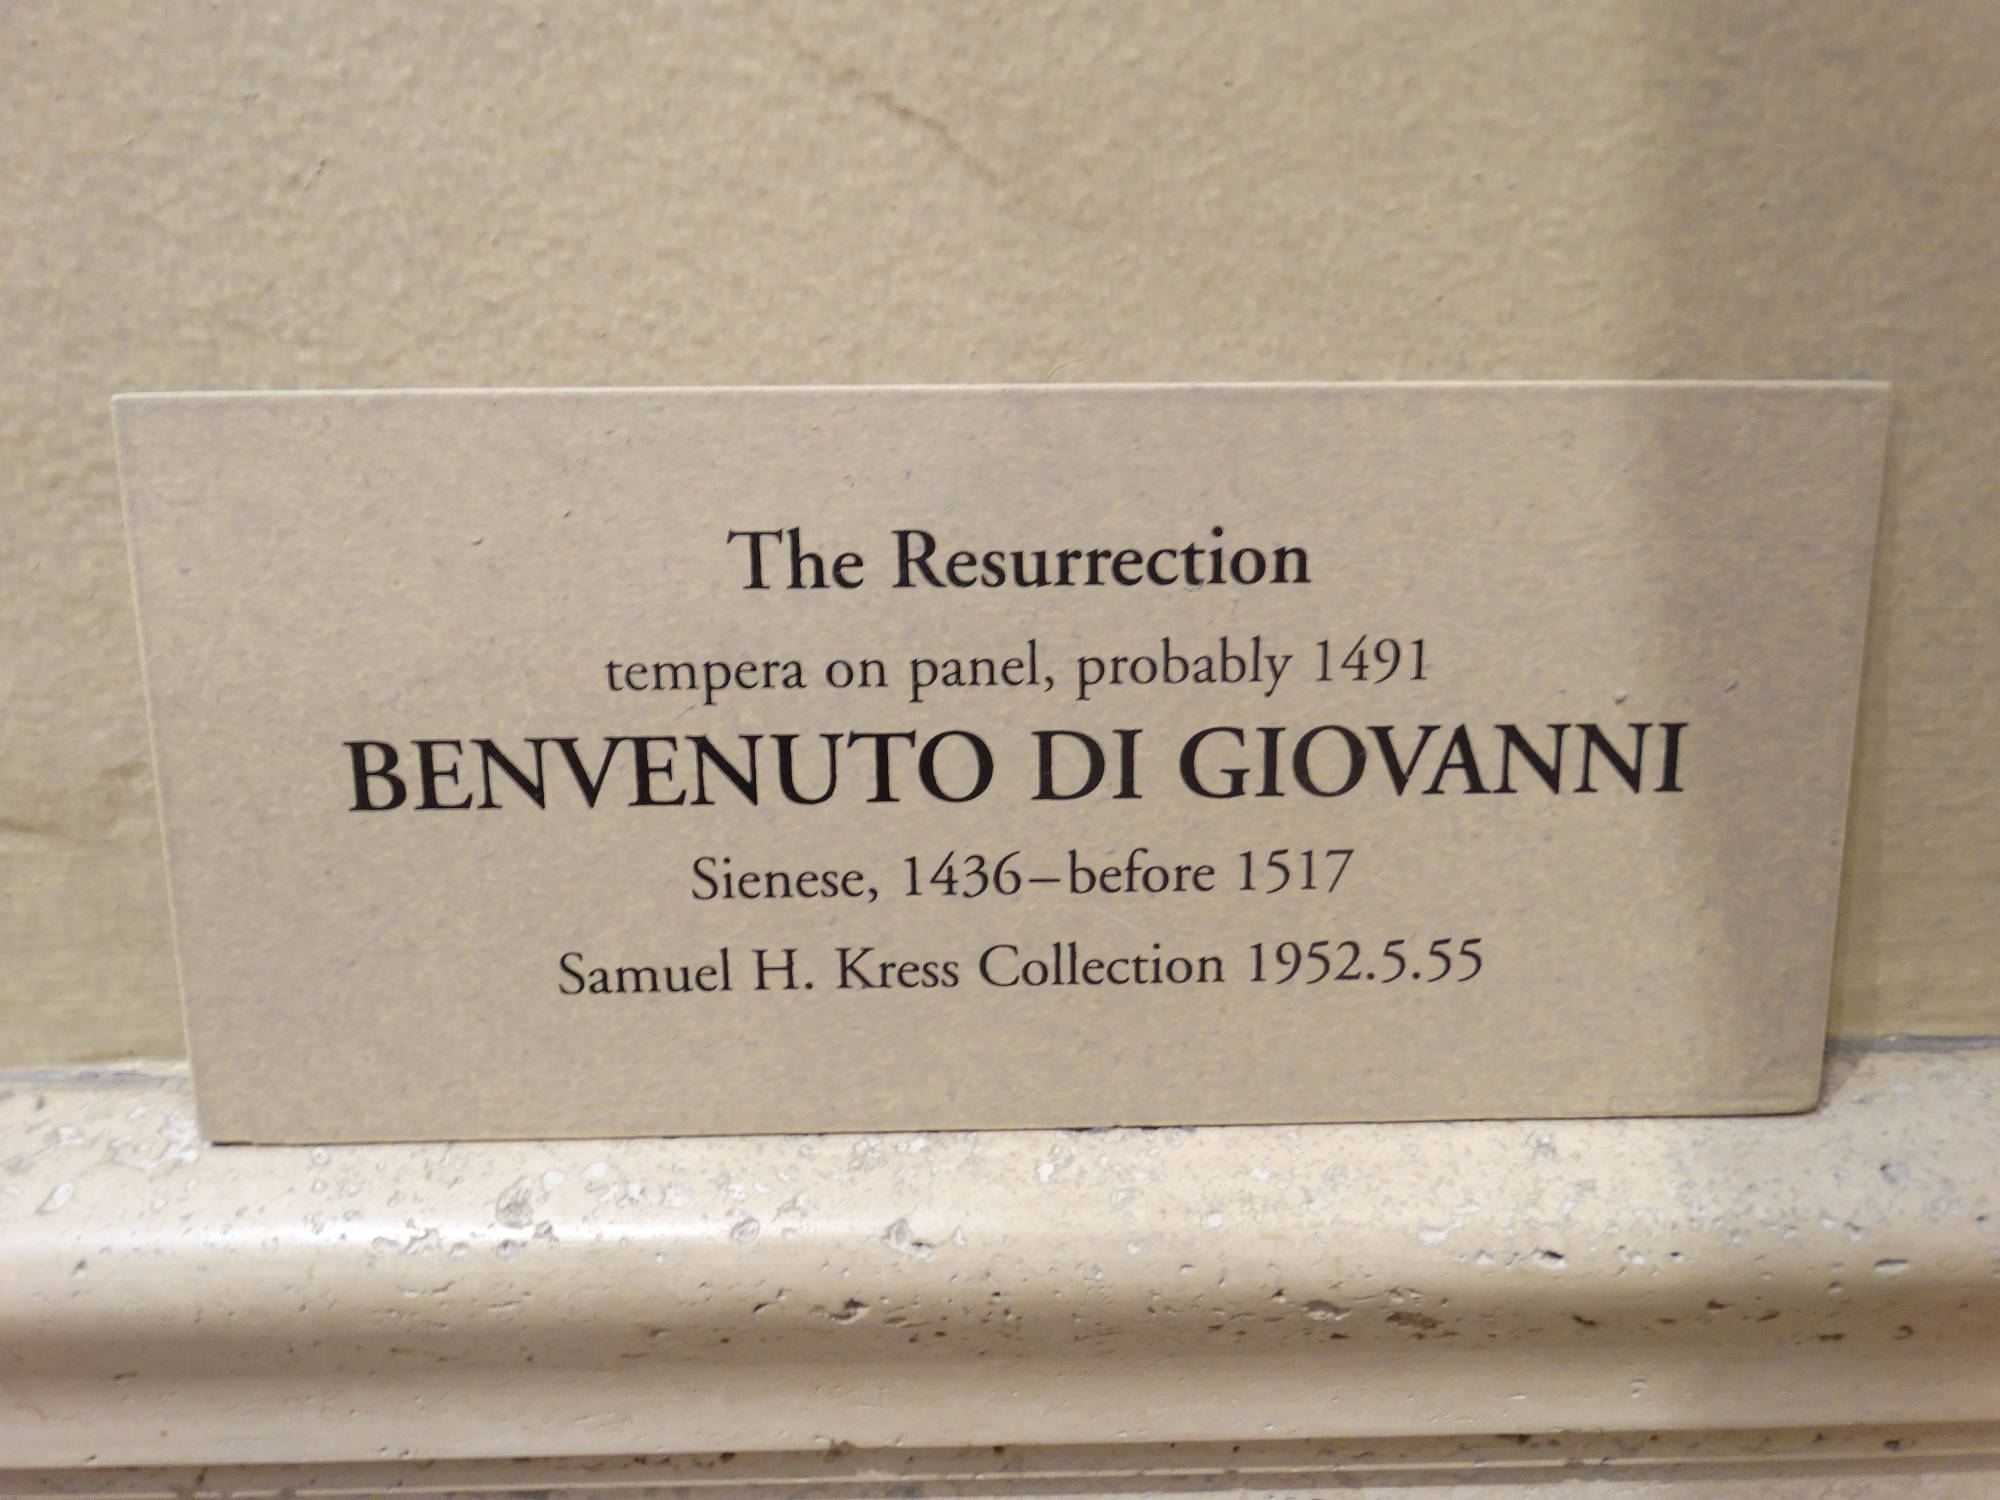 The Resurrection
tempera on panel, probably 1491
BENVENUTO DI GIOVANNI
Sienese, 1436–before 1517
Samuel H. Kress Collection 1952.5.55